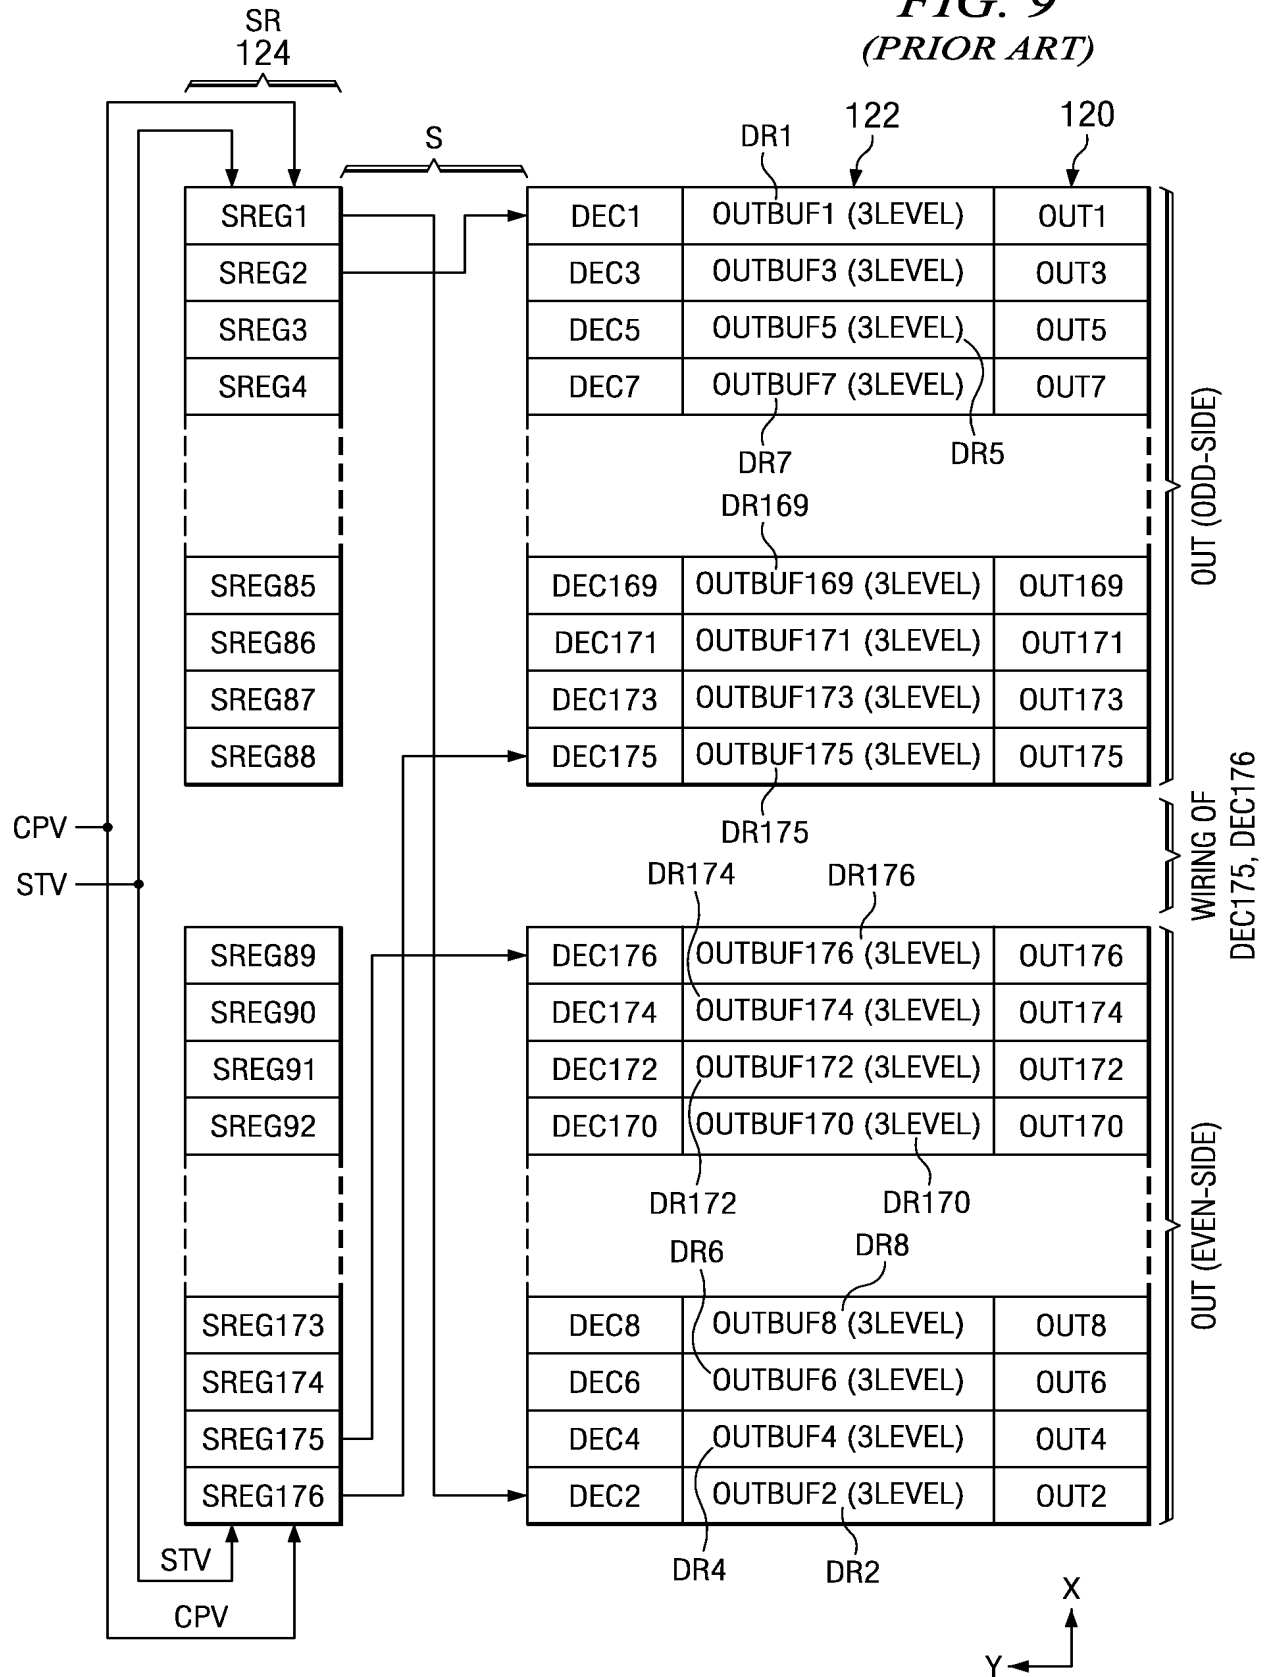 FIG. 9
(PRIOR ART)
SR
124
S
DR1
122
120
SREG1
DEC1
OUTBUF1 (3LEVEL)
OUT1
SREG2
DEC3
OUTBUF3 (3LEVEL)
OUT3
SREG3
DEC5
OUTBUF5 (3LEVEL)
OUT5
SREG4
DEC7
OUTBUF7 (3LEVEL)
OUT7
DR7
DR5
DR169
OUT (ODD-SIDE)
SREG85
DEC169
OUTBUF169 (3LEVEL)
OUT169
SREG86
DEC171
OUTBUF171 (3LEVEL)
OUT171
SREG87
DEC173
OUTBUF173 (3LEVEL)
OUT173
SREG88
DEC175
OUTBUF175 (3LEVEL)
OUT175
CPV
DR175
WIRING OF
DEC175, DEC176
STV
DR174
DR176
SREG89
DEC176
OUTBUF176 (3LEVEL)
OUT176
SREG90
DEC174
OUTBUF174 (3LEVEL)
OUT174
SREG91
DEC172
OUTBUF172 (3LEVEL)
OUT172
SREG92
DEC170
OUTBUF170 (3LEVEL)
OUT170
DR172
DR170
DR6
DR8
OUT (EVEN-SIDE)
SREG173
DEC8
OUTBUF8 (3LEVEL)
OUT8
SREG174
DEC6
OUTBUF6 (3LEVEL)
OUT6
SREG175
DEC4
OUTBUF4 (3LEVEL)
OUT4
SREG176
DEC2
OUTBUF2 (3LEVEL)
OUT2
STV
DR4
DR2
CPV
X
Y